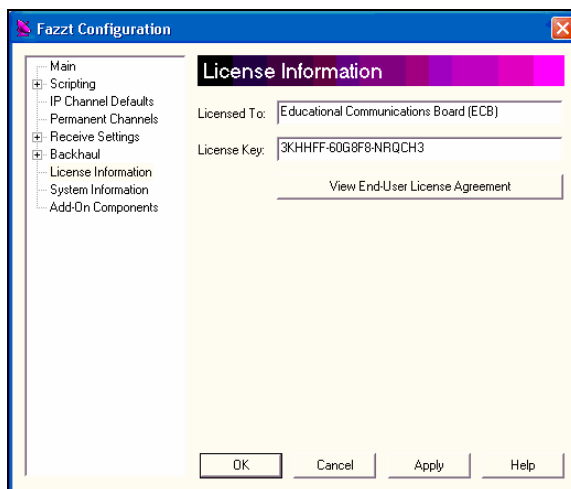 Fazzt Configuration
Main
Scripting
IP Channel Defaults
Permanent Channels
Receive Settings
Backhaul
License Information
System Information
Add-On Components
License Information
Licensed To: Educational Communications Board (ECB)
License Key: 3KHHFF-60G8F8-NRQCH3
View End-User License Agreement
OK Cancel Apply Help